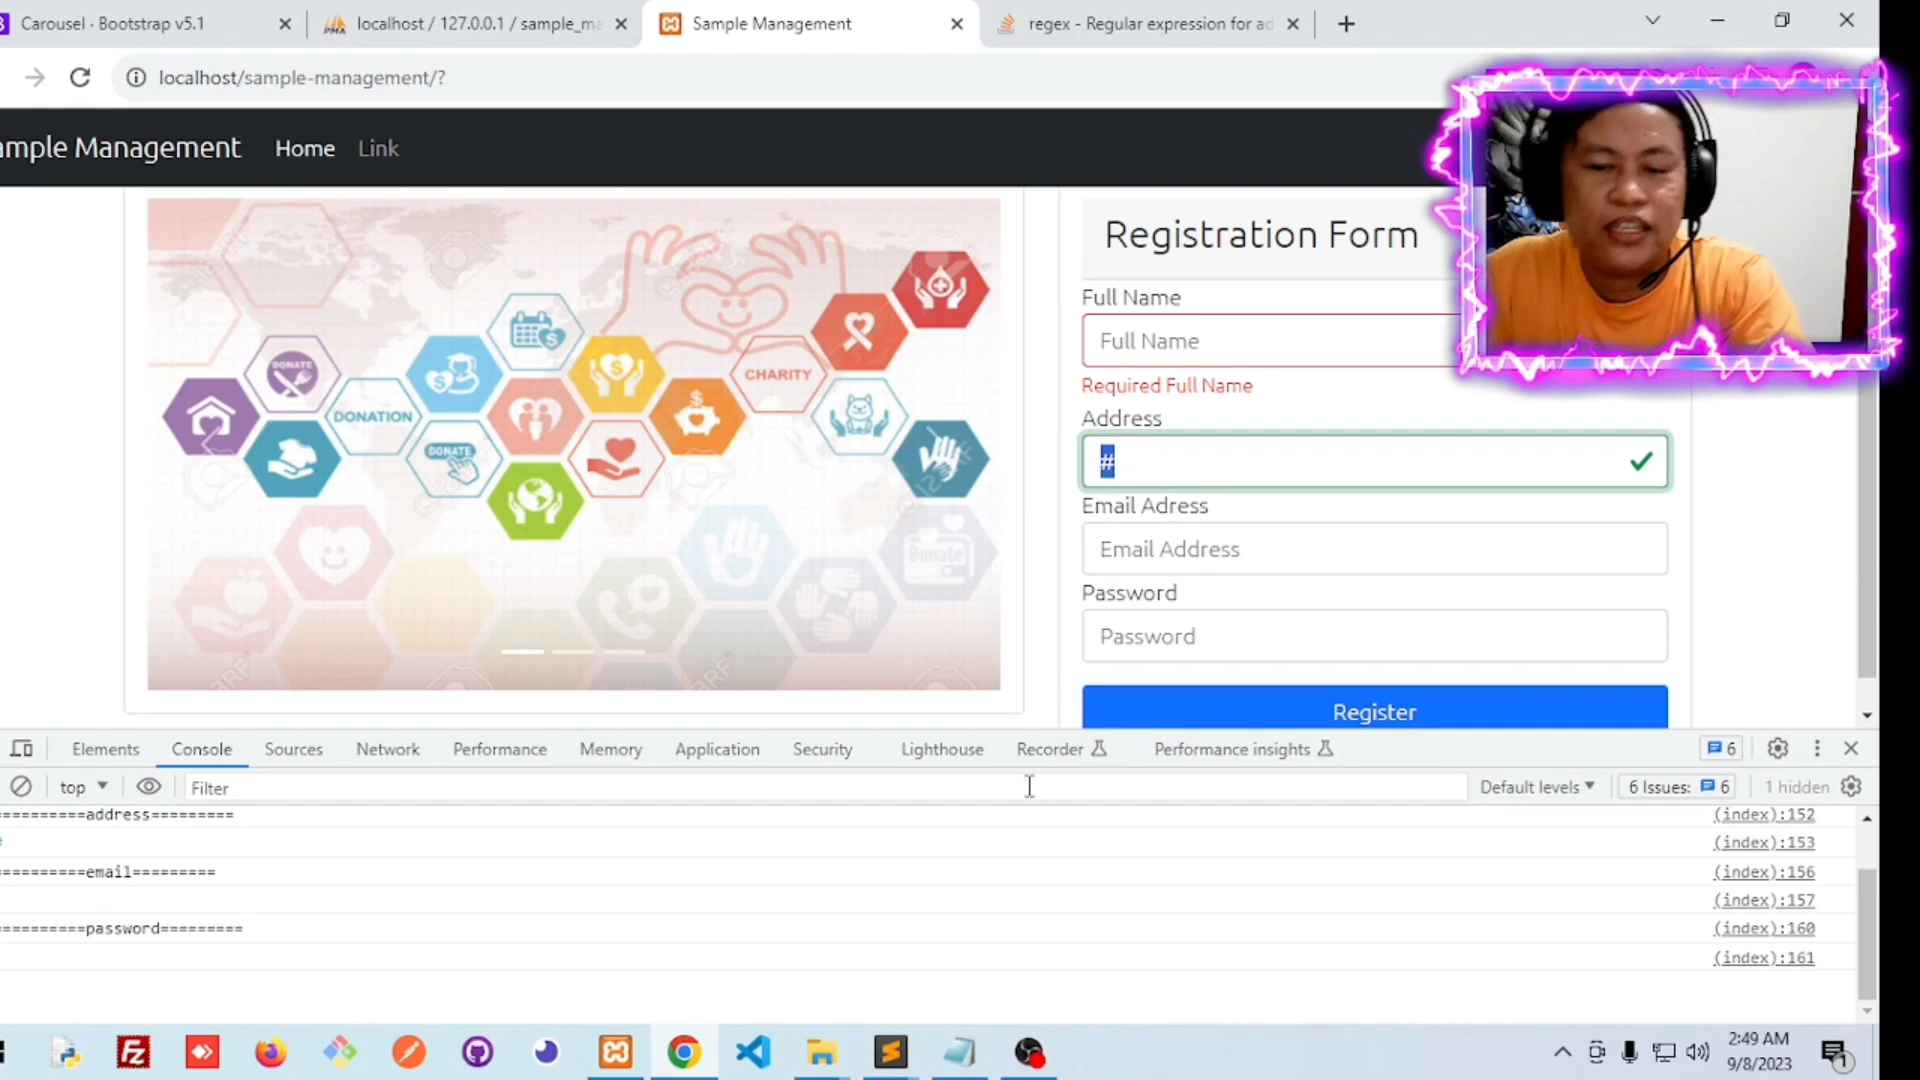 Carousel · Bootstrap v5.1
localhost / 127.0.0.1 / sample_ma
Sample Management
regex - Regular expression for ad
localhost/sample-management/?
ample Management
Home
Link
Registration Form
Full Name
Full Name
Required Full Name
Address
#
Email Adress
Email Address
Password
Password
Register
DONATE
DONATION
DONATE
CHARITY
Donate
Elements
Console
Sources
Network
Performance
Memory
Application
Security
Lighthouse
Recorder
Performance insights
6
top
Filter
Default levels
6 Issues:
6
1 hidden
==========address=========
(index):152
(index):153
==========email=========
(index):156
(index):157
==========password=========
(index):160
(index):161
2:49 AM
9/8/2023
1